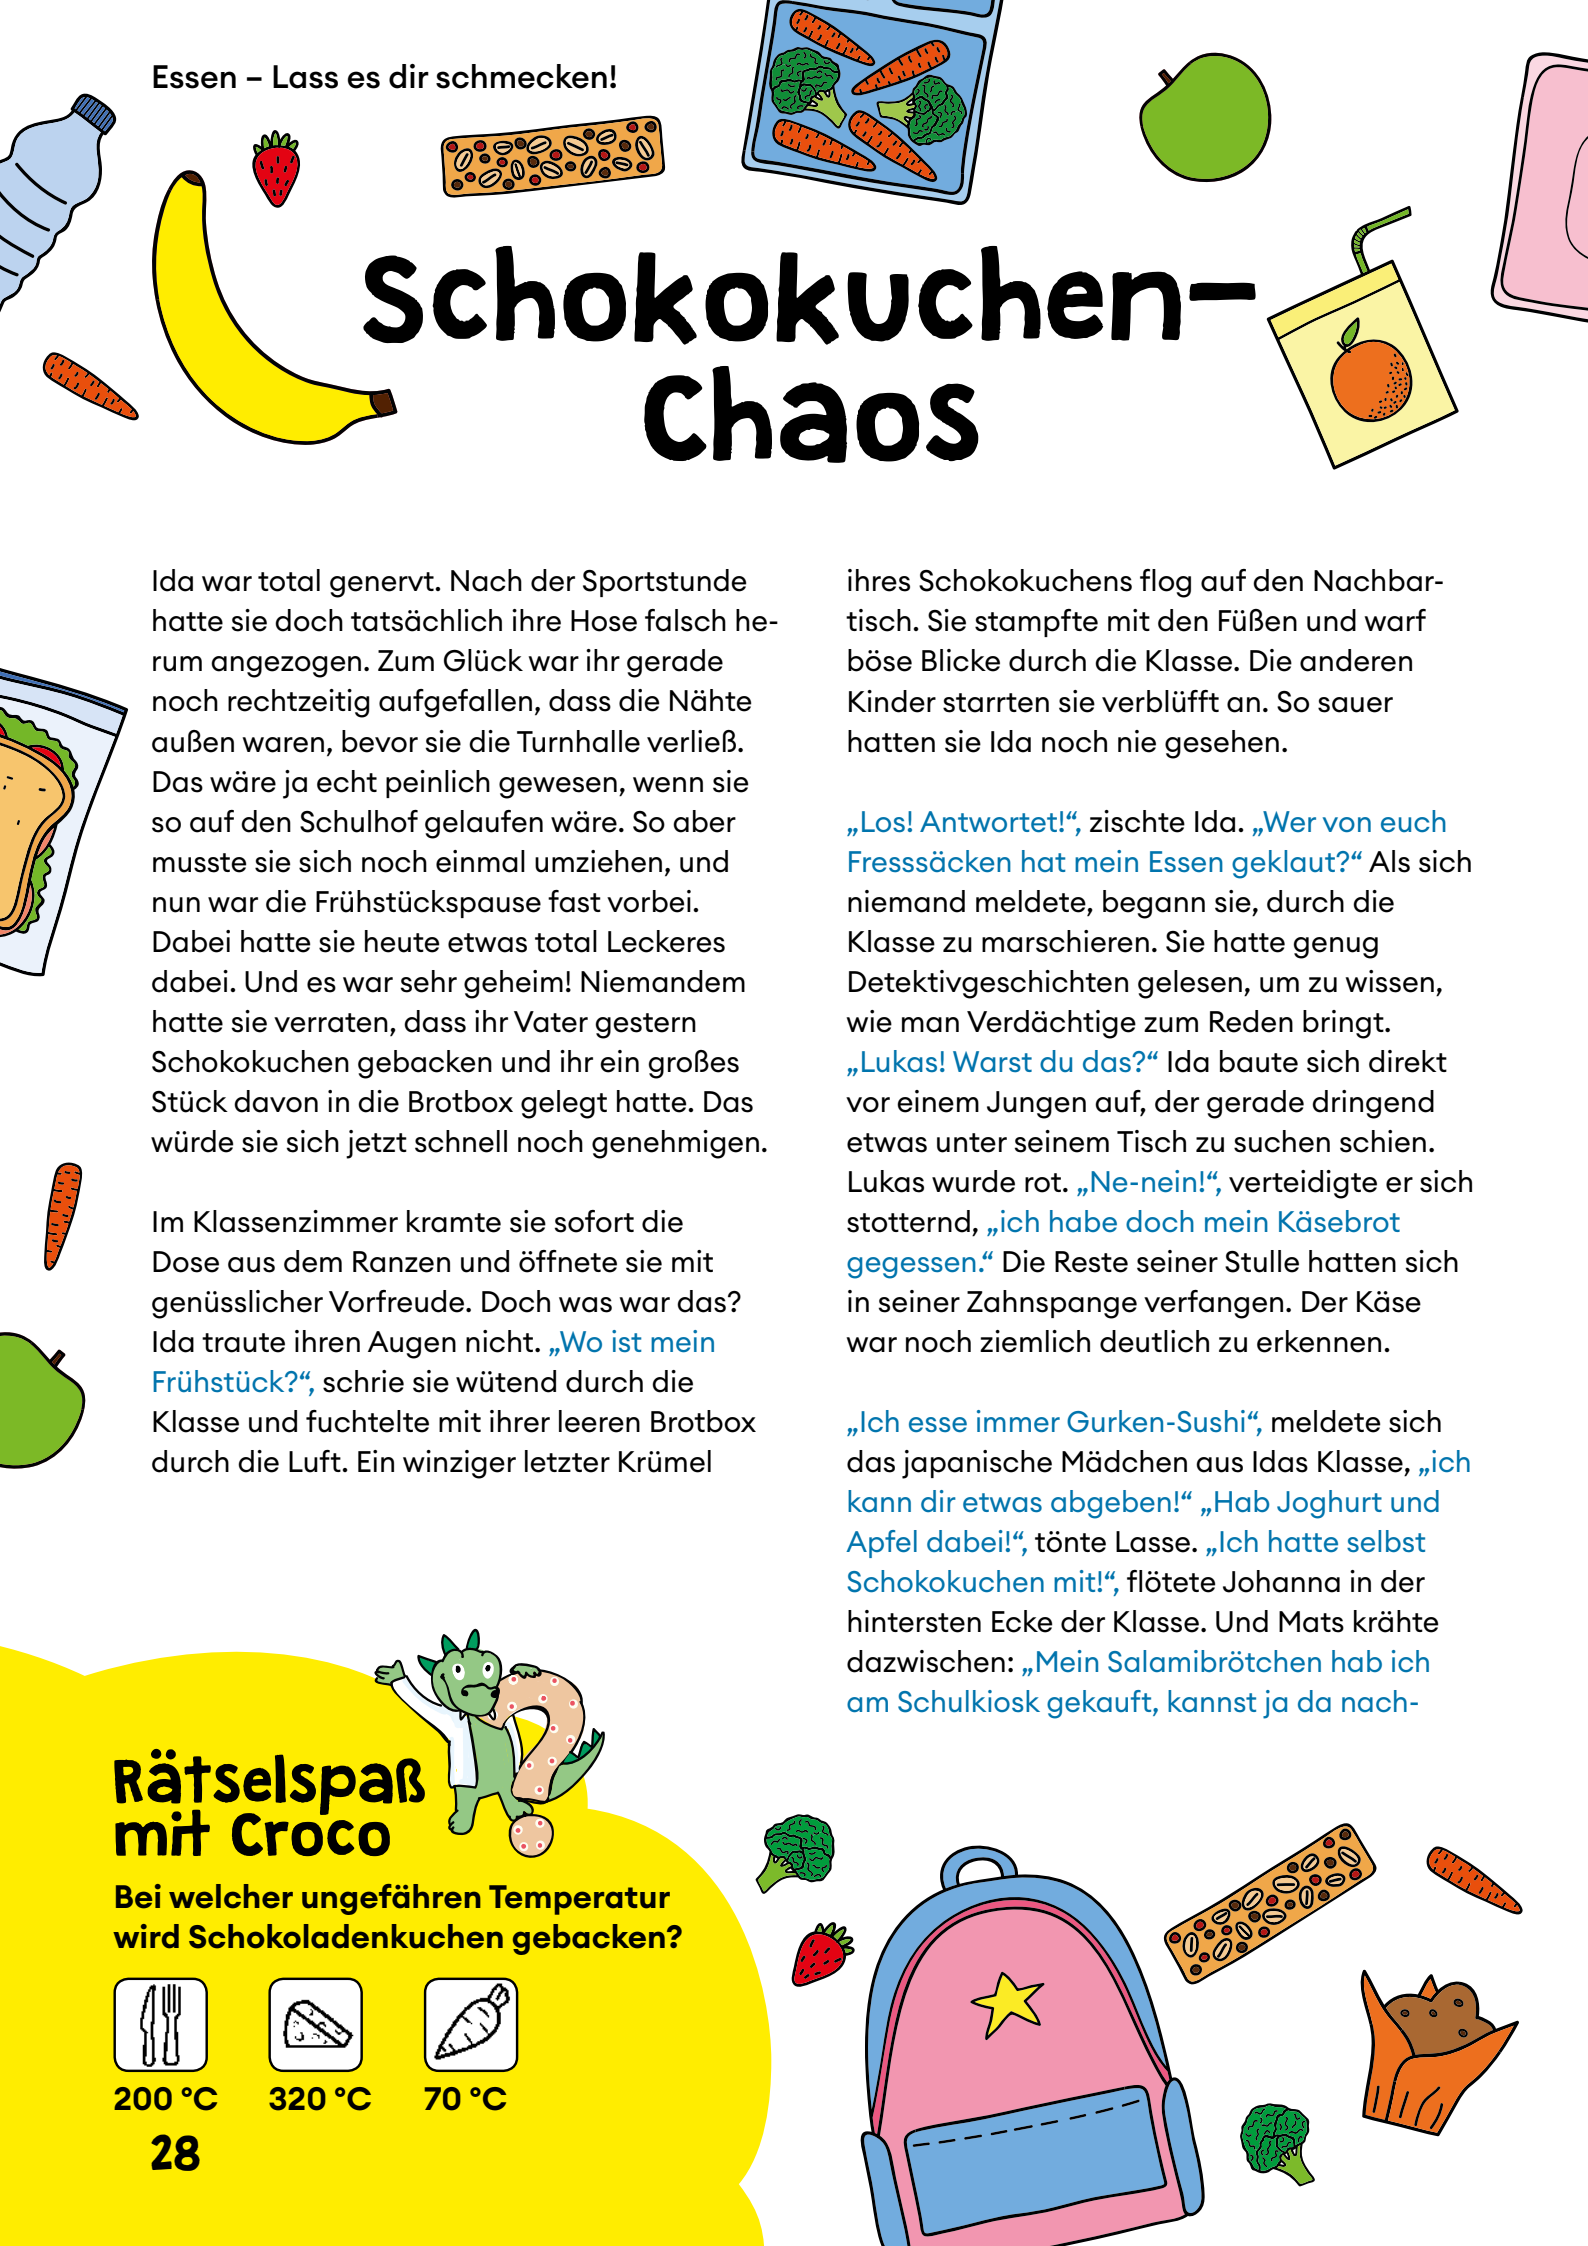 Essen – Lass es dir schmecken!
Schokokuchen-
Chaos
Ida war total genervt. Nach der Sportstunde
hatte sie doch tatsächlich ihre Hose falsch he-
rum angezogen. Zum Glück war ihr gerade
noch rechtzeitig aufgefallen, dass die Nähte
außen waren, bevor sie die Turnhalle verließ.
Das wäre ja echt peinlich gewesen, wenn sie
so auf den Schulhof gelaufen wäre. So aber
musste sie sich noch einmal umziehen, und
nun war die Frühstückspause fast vorbei.
Dabei hatte sie heute etwas total Leckeres
dabei. Und es war sehr geheim! Niemandem
hatte sie verraten, dass ihr Vater gestern
Schokokuchen gebacken und ihr ein großes
Stück davon in die Brotbox gelegt hatte. Das
würde sie sich jetzt schnell noch genehmigen.
Im Klassenzimmer kramte sie sofort die
Dose aus dem Ranzen und öffnete sie mit
genüsslicher Vorfreude. Doch was war das?
Ida traute ihren Augen nicht. „Wo ist mein
Frühstück?“, schrie sie wütend durch die
Klasse und fuchtelte mit ihrer leeren Brotbox
durch die Luft. Ein winziger letzter Krümel
ihres Schokokuchens flog auf den Nachbar-
tisch. Sie stampfte mit den Füßen und warf
böse Blicke durch die Klasse. Die anderen
Kinder starrten sie verblüfft an. So sauer
hatten sie Ida noch nie gesehen.
„Los! Antwortet!“, zischte Ida. „Wer von euch
Fresssäcken hat mein Essen geklaut?“ Als sich
niemand meldete, begann sie, durch die
Klasse zu marschieren. Sie hatte genug
Detektivgeschichten gelesen, um zu wissen,
wie man Verdächtige zum Reden bringt.
„Lukas! Warst du das?“ Ida baute sich direkt
vor einem Jungen auf, der gerade dringend
etwas unter seinem Tisch zu suchen schien.
Lukas wurde rot. „Ne-nein!“, verteidigte er sich
stotternd, „ich habe doch mein Käsebrot
gegessen.“ Die Reste seiner Stulle hatten sich
in seiner Zahnspange verfangen. Der Käse
war noch ziemlich deutlich zu erkennen.
„Ich esse immer Gurken-Sushi“, meldete sich
das japanische Mädchen aus Idas Klasse, „ich
kann dir etwas abgeben!“ „Hab Joghurt und
Apfel dabei!“, tönte Lasse. „Ich hatte selbst
Schokokuchen mit!“, flötete Johanna in der
hintersten Ecke der Klasse. Und Mats krähte
dazwischen: „Mein Salamibrötchen hab ich
am Schulkiosk gekauft, kannst ja da nach-
Rätselspaß
mit Croco
Bei welcher ungefähren Temperatur
wird Schokoladenkuchen gebacken?
200 °C 320 °C 70 °C
28